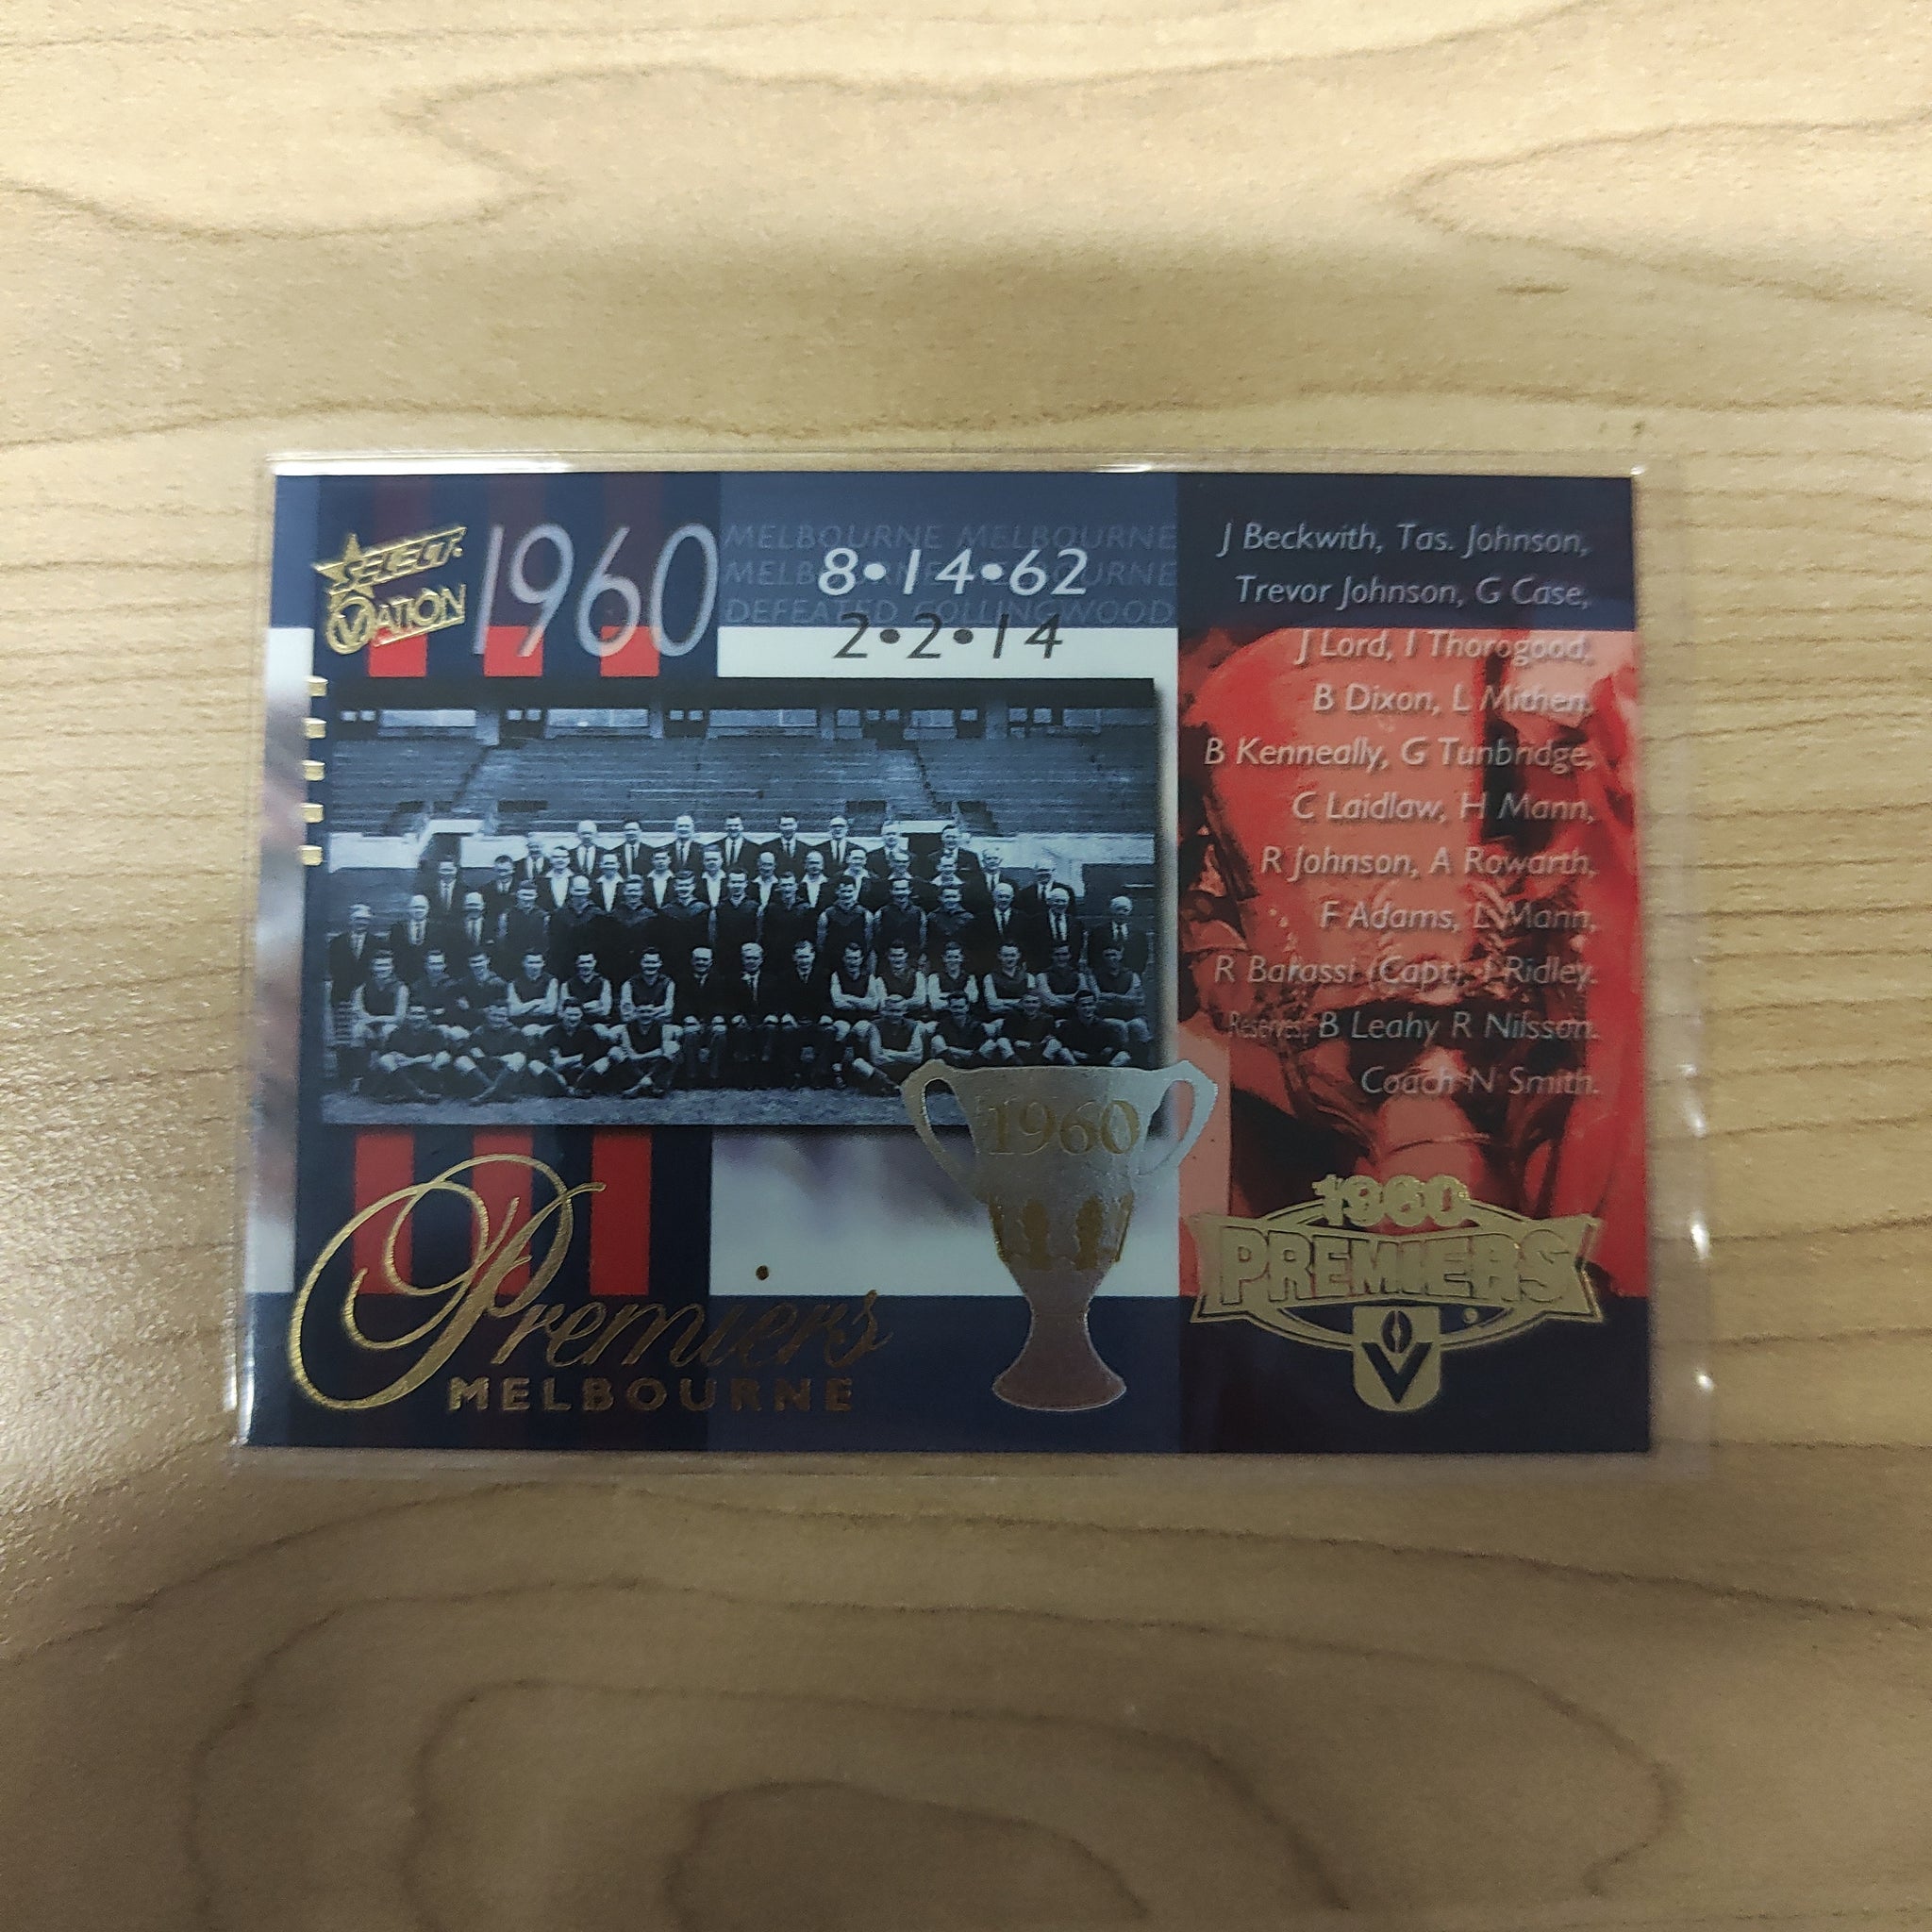 SELECT
OVATION
1960
MELBOURNE MELBOURNE
8•14•62
DEFEATED COLLINGWOOD
2•2•14
J Beckwith, Tas. Johnson,
Trevor Johnson, G Case,
J Lord, I Thorogood,
B Dixon, L Mithen,
B Kenneally, G Tunbridge,
C Laidlaw, H Mann,
R Johnson, A Rowarth,
F Adams, L Mann,
R Barassi (Capt), I Ridley.
Reserves, B Leahy R Nilsson.
Coach N Smith.
1960
Premiers
MELBOURNE
1960
PREMIERS
V